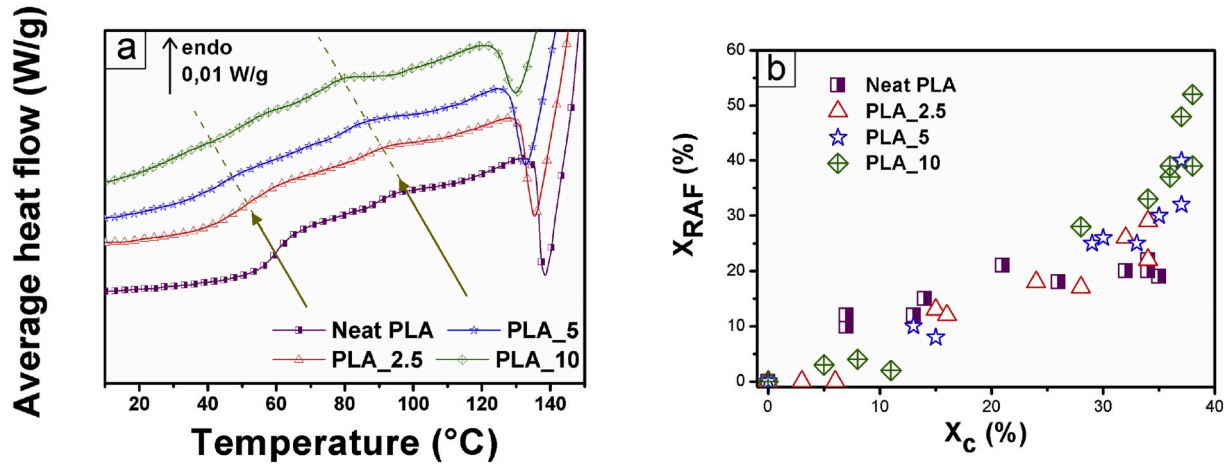 a
endo
0,01 W/g
Average heat flow (W/g)
Neat PLA
PLA_5
PLA_2.5
PLA_10
20
40
60
80
100
120
140
Temperature (°C)
b
Neat PLA
PLA_2.5
PLA_5
PLA_10
60
50
40
30
20
10
0
X_RAF (%)
0
10
20
30
40
X_c (%)